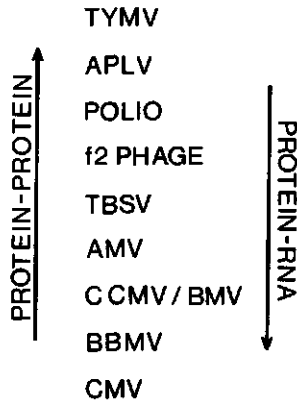 TYMV
APLV
POLIO
f2 PHAGE
TBSV
AMV
CCMV / BMV
BBMV
CMV
PROTEIN-PROTEIN
PROTEIN-RNA